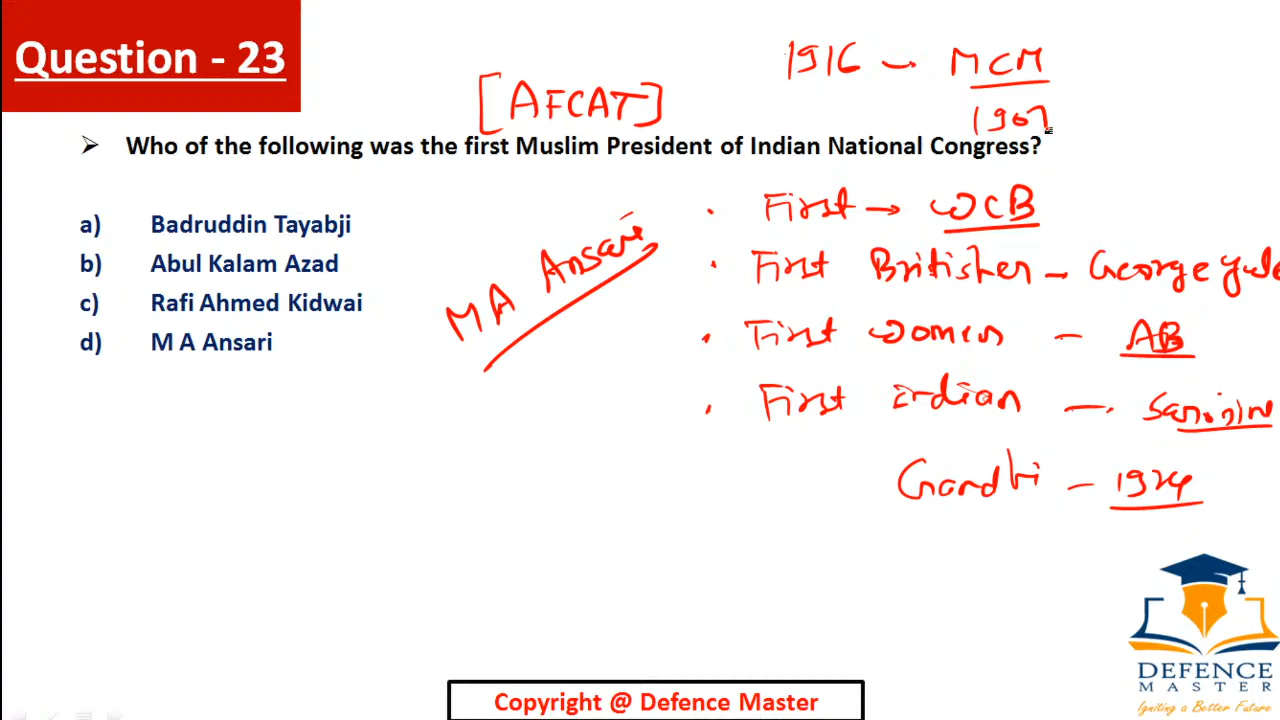 Question - 23
1916 - MCM
1907
[AFCAT]
➢ Who of the following was the first Muslim President of Indian National Congress?
a) Badruddin Tayabji
b) Abul Kalam Azad
c) Rafi Ahmed Kidwai
d) M A Ansari
M A Ansari
. First → WCB
. First Britisher - George yule
. First women - AB
. First indian -
Gandhi - 1924
DEFENCE
MASTER
Igniting a Better Future
Copyright @ Defence Master